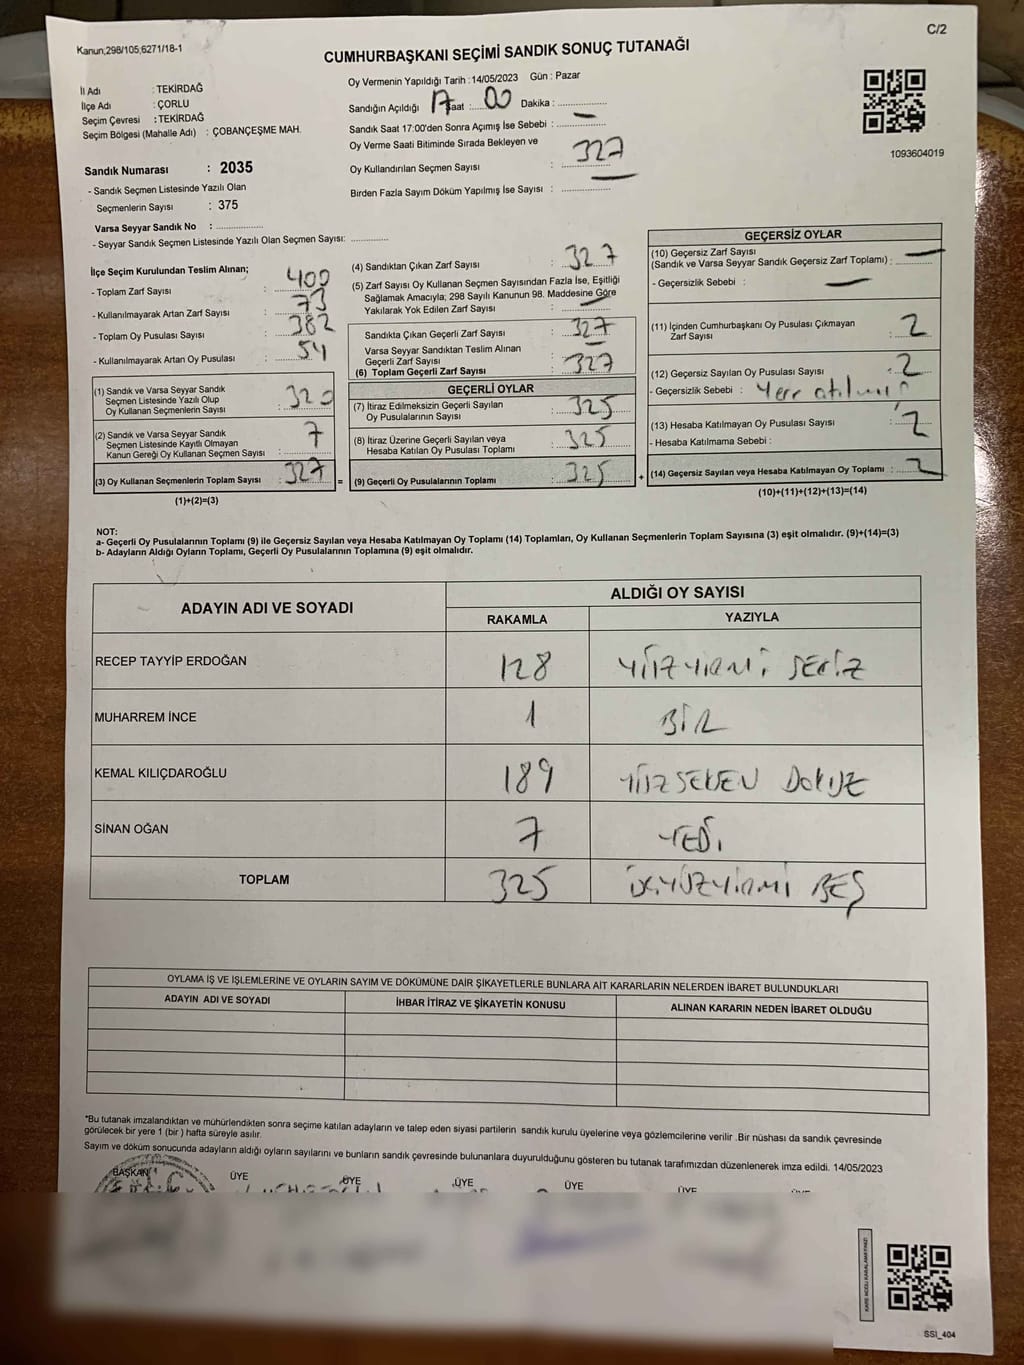 Kanun;298/105;6271/18-1
C/2
CUMHURBAŞKANI SEÇİMİ SANDIK SONUÇ TUTANAĞI
İl Adı : TEKİRDAĞ
İlçe Adı : ÇORLU
Seçim Çevresi : TEKİRDAĞ
Seçim Bölgesi (Mahalle Adı) : ÇOBANÇEŞME MAH.
Sandık Numarası : 2035
- Sandık Seçmen Listesinde Yazılı Olan
Seçmenlerin Sayısı : 375
Varsa Seyyar Sandık No : ................
- Seyyar Sandık Seçmen Listesinde Yazılı Olan Seçmen Sayısı: ............
Oy Vermenin Yapıldığı Tarih :14/05/2023 Gün : Pazar
Sandığın Açıldığı 17 Saat :..... 00 Dakika : ................
Sandık Saat 17:00'den Sonra Açımış İse Sebebi : ................
Oy Verme Saati Bitiminde Sırada Bekleyen ve
Oy Kullandırılan Seçmen Sayısı : 327
Birden Fazla Sayım Döküm Yapılmış İse Sayısı : ................
1093604019
İlçe Seçim Kurulundan Teslim Alınan;
- Toplam Zarf Sayısı : 400
- Kullanılmayarak Artan Zarf Sayısı : 73
- Toplam Oy Pusulası Sayısı : 382
- Kullanılmayarak Artan Oy Pusulası : 54
(1) Sandık ve Varsa Seyyar Sandık
Seçmen Listesinde Yazılı Olup
Oy Kullanan Seçmenlerin Sayısı : 320
(2) Sandık ve Varsa Seyyar Sandık
Seçmen Listesinde Kayıtlı Olmayan
Kanun Gereği Oy Kullanan Seçmen Sayısı : 7
(3) Oy Kullanan Seçmenlerin Toplam Sayısı : 327 =
(1)+(2)=(3)
(4) Sandıktan Çıkan Zarf Sayısı : 327
(5) Zarf Sayısı Oy Kullanan Seçmen Sayısından Fazla İse, Eşitliği
Sağlamak Amacıyla; 298 Sayılı Kanunun 98. Maddesine Göre
Yakılarak Yok Edilen Zarf Sayısı :
Sandıkta Çıkan Geçerli Zarf Sayısı : 327
Varsa Seyyar Sandıktan Teslim Alınan
Geçerli Zarf Sayısı :
(6) Toplam Geçerli Zarf Sayısı : 327
GEÇERLİ OYLAR
(7) İtiraz Edilmeksizin Geçerli Sayılan
Oy Pusulalarının Sayısı : 325
(8) İtiraz Üzerine Geçerli Sayılan veya
Hesaba Katılan Oy Pusulası Toplamı : 325
(9) Geçerli Oy Pusulalarının Toplamı : 325 +
GEÇERSİZ OYLAR
(10) Geçersiz Zarf Sayısı
(Sandık ve Varsa Seyyar Sandık Geçersiz Zarf Toplamı) :
- Geçersizlik Sebebi :
(11) İçinden Cumhurbaşkanı Oy Pusulası Çıkmayan
Zarf Sayısı : 2
(12) Geçersiz Sayılan Oy Pusulası Sayısı : 2
- Geçersizlik Sebebi :
(13) Hesaba Katılmayan Oy Pusulası Sayısı : 2
- Hesaba Katılmama Sebebi :
(14) Geçersiz Sayılan veya Hesaba Katılmayan Oy Toplamı : 2
(10)+(11)+(12)+(13)=(14)
NOT:
a- Geçerli Oy Pusulalarının Toplamı (9) ile Geçersiz Sayılan veya Hesaba Katılmayan Oy Toplamı (14) Toplamları, Oy Kullanan Seçmenlerin Toplam Sayısına (3) eşit olmalıdır. (9)+(14)=(3)
b- Adayların Aldığı Oyların Toplamı, Geçerli Oy Pusulalarının Toplamına (9) eşit olmalıdır.
ADAYIN ADI VE SOYADI ALDIĞI OY SAYISI
RAKAMLA YAZIYLA
RECEP TAYYİP ERDOĞAN 128 YÜZYİRMİ SEKİZ
MUHARREM İNCE 1 BİR
KEMAL KILIÇDAROĞLU 189 YÜZ SEKSEN DOKUZ
SİNAN OĞAN 7 YEDİ
TOPLAM 325 ÜÇYÜZYİRMİ BEŞ
OYLAMA İŞ VE İŞLEMLERİNE VE OYLARIN SAYIM VE DÖKÜMÜNE DAİR ŞİKAYETLERLE BUNLARA AİT KARARLARIN NELERDEN İBARET BULUNDUKLARI
ADAYIN ADI VE SOYADI İHBAR İTİRAZ VE ŞİKAYETİN KONUSU ALINAN KARARIN NEDEN İBARET OLDUĞU
*Bu tutanak imzalandıktan ve mühürlendikten sonra seçime katılan adayların ve talep eden siyasi partilerin sandık kurulu üyelerine veya gözlemcilerine verilir .Bir nüshası da sandık çevresinde
görülecek bir yere 1 (bir ) hafta süreyle asılır.
Sayım ve döküm sonucunda adayların aldığı oyların sayılarını ve bunların sandık çevresinde bulunanlara duyurulduğunu gösteren bu tutanak tarafımızdan düzenlenerek imza edildi. 14/05/2023
BAŞKAN ÜYE ÜYE ÜYE ÜYE ÜYE
SSİ_404